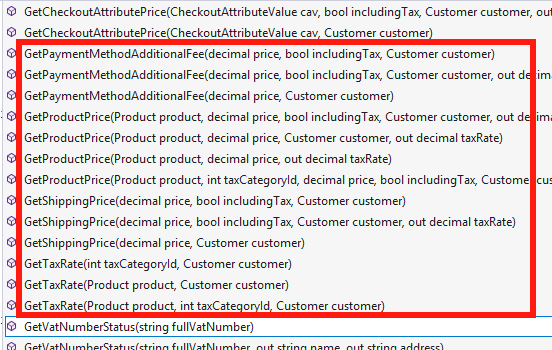 GetCheckoutAttributePrice(CheckoutAttributeValue cav, bool includingTax, Customer customer, out
GetCheckoutAttributePrice(CheckoutAttributeValue cav, Customer customer)
GetPaymentMethodAdditionalFee(decimal price, bool includingTax, Customer customer)
GetPaymentMethodAdditionalFee(decimal price, bool includingTax, Customer customer, out decima
GetPaymentMethodAdditionalFee(decimal price, Customer customer)
GetProductPrice(Product product, decimal price, bool includingTax, Customer customer, out decim
GetProductPrice(Product product, decimal price, Customer customer, out decimal taxRate)
GetProductPrice(Product product, decimal price, out decimal taxRate)
GetProductPrice(Product product, int taxCategoryId, decimal price, bool includingTax, Customer cus
GetShippingPrice(decimal price, bool includingTax, Customer customer)
GetShippingPrice(decimal price, bool includingTax, Customer customer, out decimal taxRate)
GetShippingPrice(decimal price, Customer customer)
GetTaxRate(int taxCategoryId, Customer customer)
GetTaxRate(Product product, Customer customer)
GetTaxRate(Product product, int taxCategoryId, Customer customer)
GetVatNumberStatus(string fullVatNumber)
GetVatNumberStatus(string fullVatNumber, out string name, out string address)